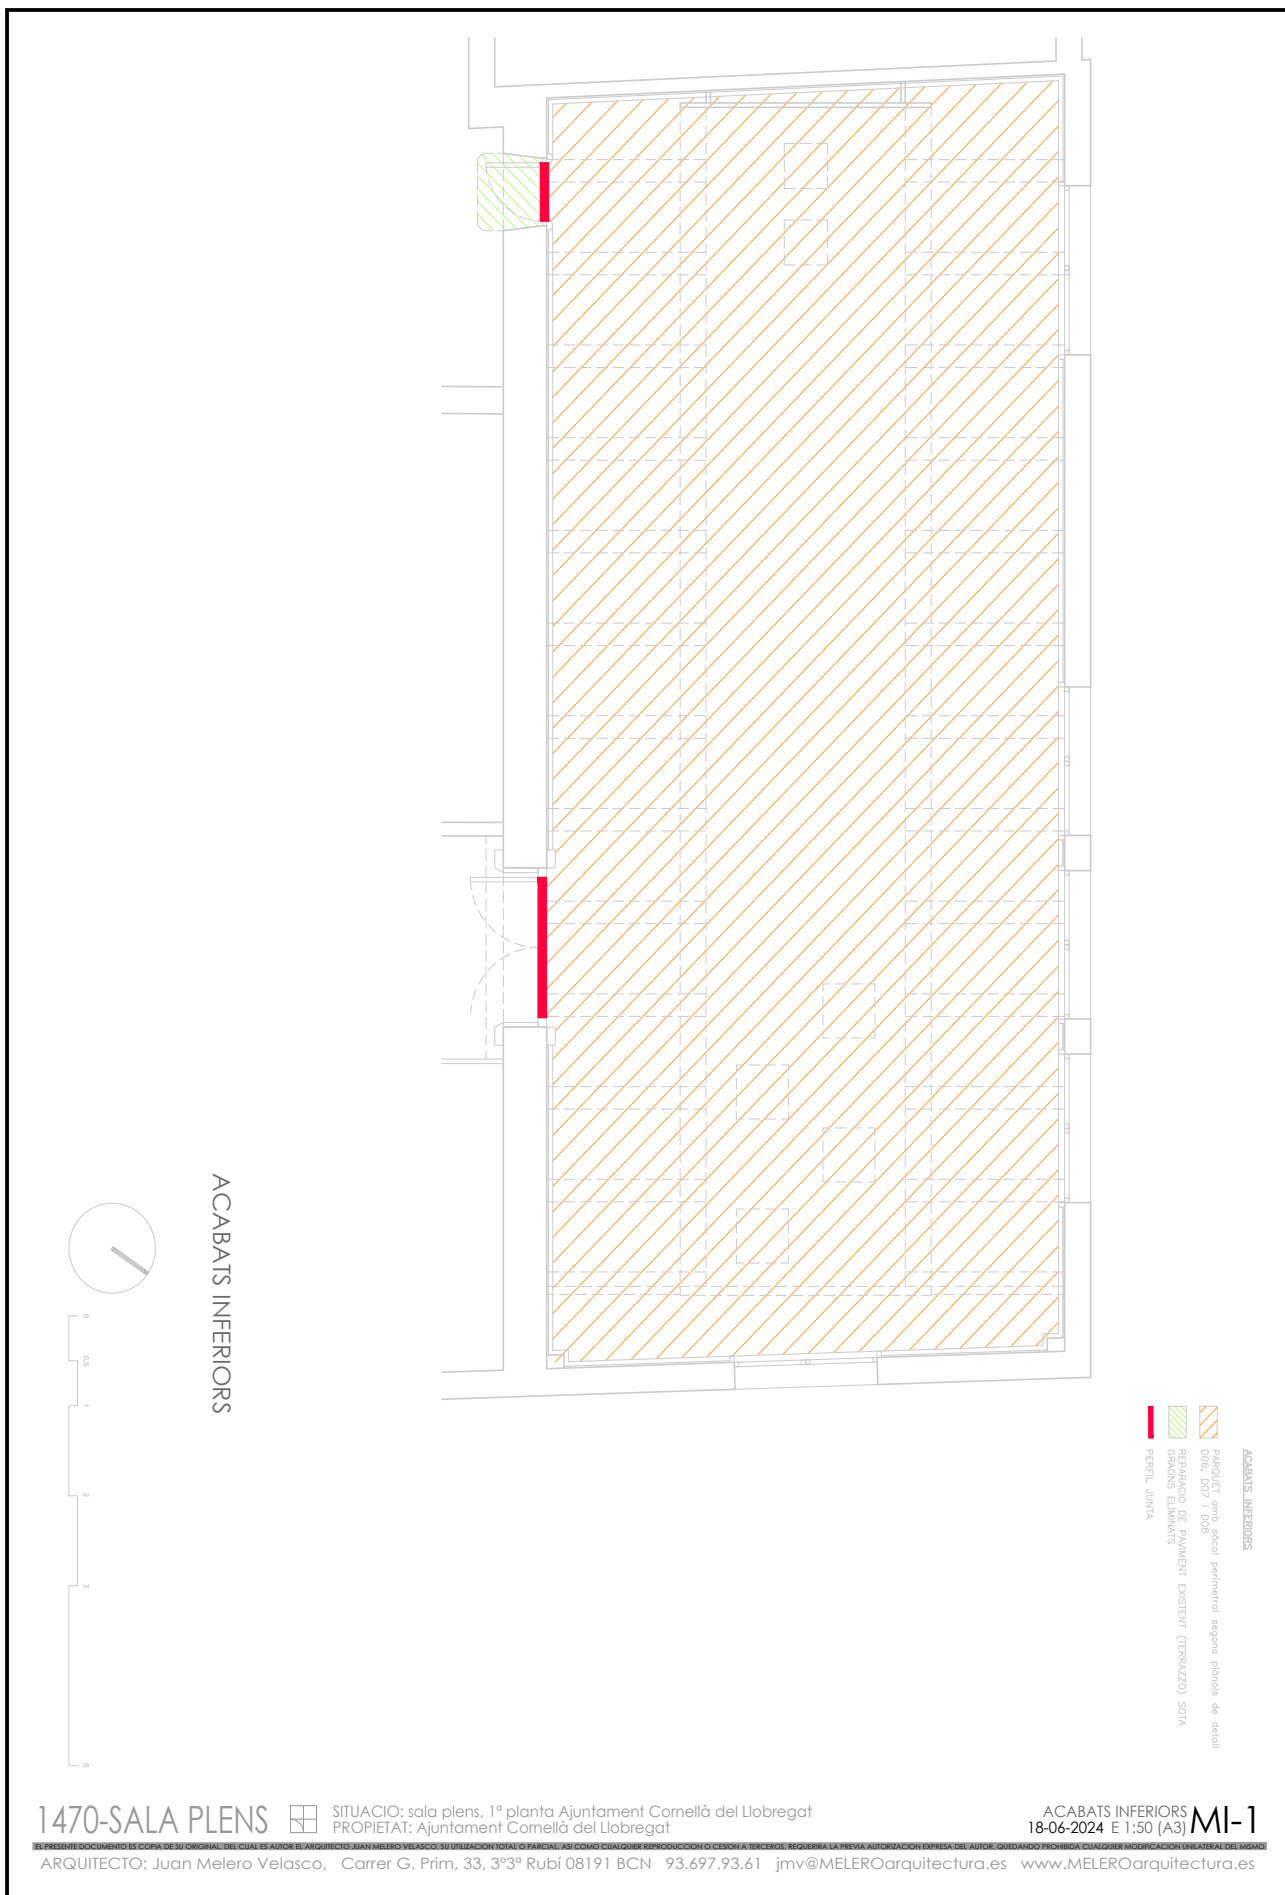 ACABATS INFERIORS
0
0,5
1
2
3
5
ACABATS INFERIORS
PARQUET amb sòcol perimetral segons plànols de detall
D06, D07 I D08
REPARACIO DE PAVIMENT EXISTENT (TERRAZZO) SOTA
GRAONS ELIMINATS
PERFIL JUNTA
1470-SALA PLENS
SITUACIO: sala plens, 1ª planta Ajuntament Cornellà del Llobregat
PROPIETAT: Ajuntament Cornellà del Llobregat
ACABATS INFERIORS
18-06-2024 E 1:50 (A3) MI-1
EL PRESENTE DOCUMENTO ES COPIA DE SU ORIGINAL, DEL CUAL ES AUTOR EL ARQUITECTO JUAN MELERO VELASCO. SU UTILIZACION TOTAL O PARCIAL, ASI COMO CUALQUIER REPRODUCCION O CESION A TERCEROS, REQUERIRA LA PREVIA AUTORIZACION EXPRESA DEL AUTOR, QUEDANDO PROHIBIDA CUALQUIER MODIFICACION UNILATERAL DEL MISMO
ARQUITECTO: Juan Melero Velasco, Carrer G. Prim, 33, 3º3ª Rubí 08191 BCN 93.697.93.61 jmv@MELEROarquitectura.es www.MELEROarquitectura.es